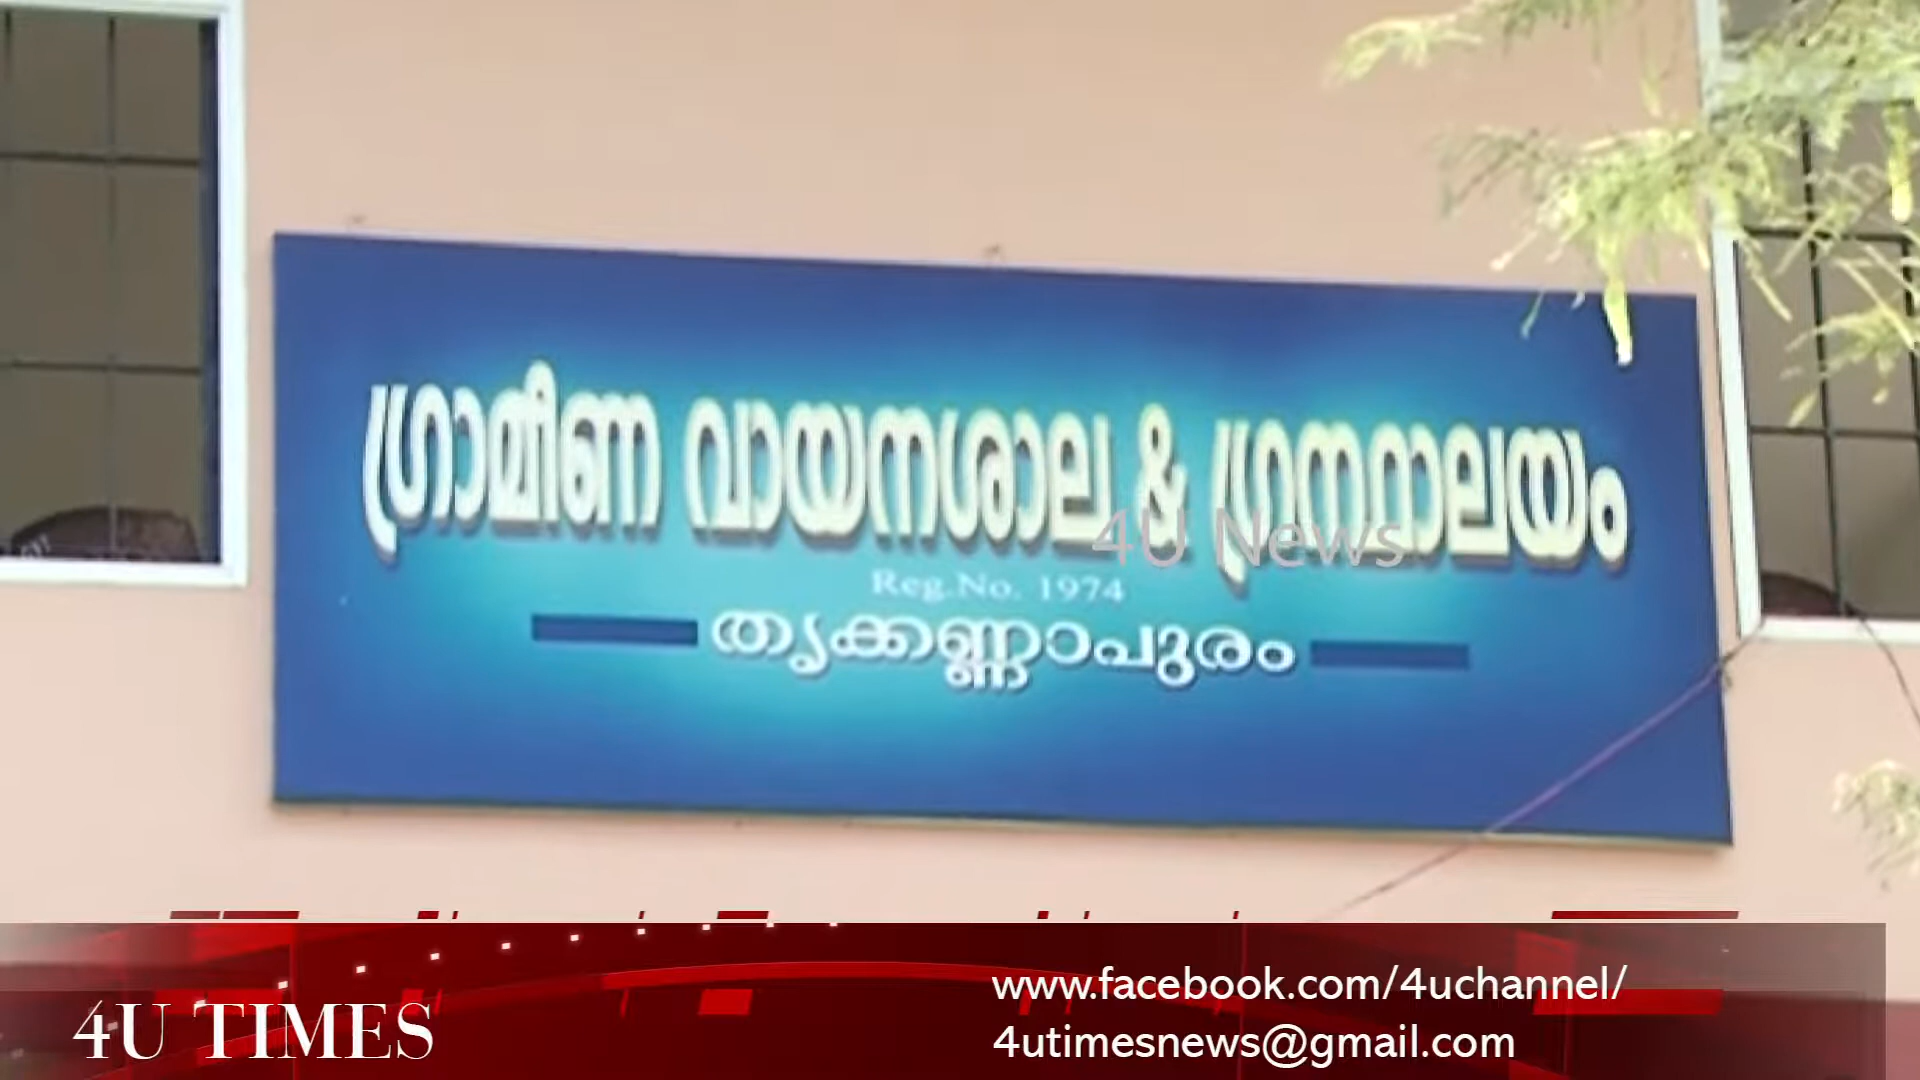 ഗ്രാമീണ വായനശാല & ഗ്രന്ഥാലയം
4U News
Reg.No. 1974
തൃക്കണ്ണാപുരം
4U TIMES
www.facebook.com/4uchannel/
4utimesnews@gmail.com